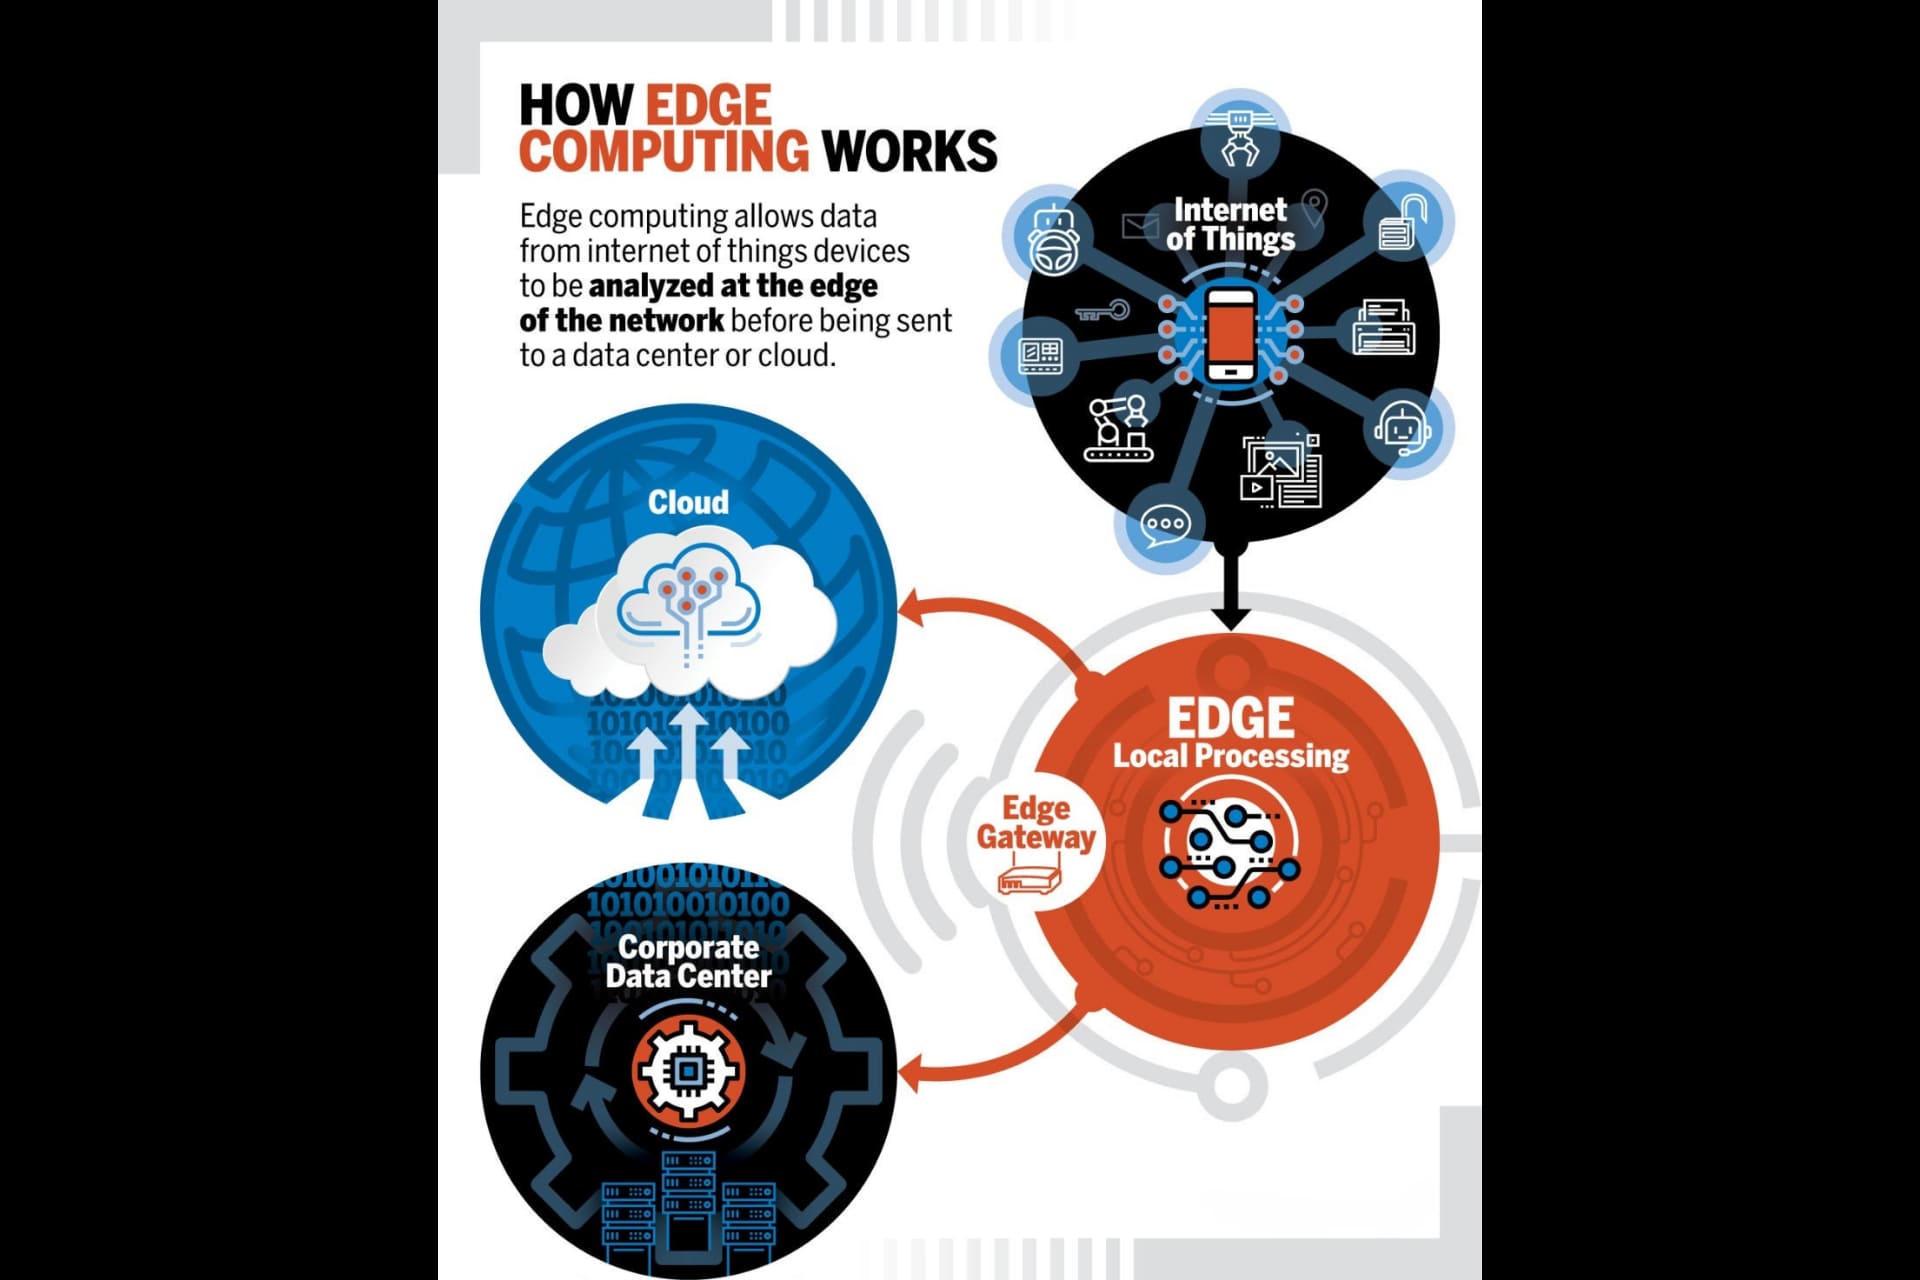 HOW EDGE
COMPUTING WORKS
Edge computing allows data
from internet of things devices
to be analyzed at the edge
of the network before being sent
to a data center or cloud.
Internet
of Things
Cloud
101010010100
EDGE
Local Processing
Edge
Gateway
101010010100
Corporate
Data Center